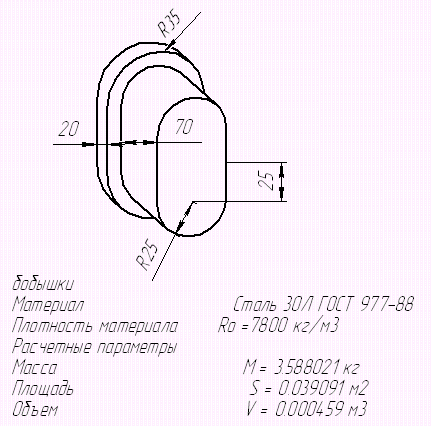 R35
20
70
25
R25
бобышки
Материал Сталь 30Л ГОСТ 977-88
Плотность материала Ro =7800 кг/м3
Расчетные параметры
Масса M = 3.588021 кг
Площадь S = 0.039091 м2
Объем V = 0.000459 м3